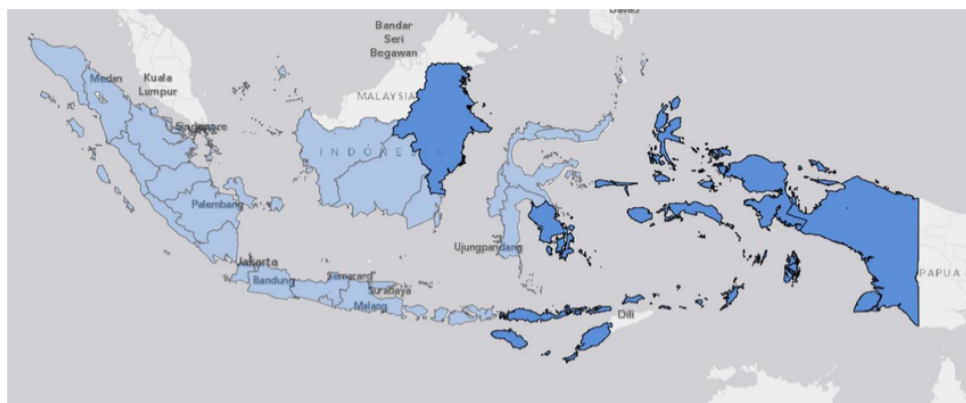 Davao
Bandar
Seri
Begawan
Medan
Kuala
Lumpur
MALAYSIA
Singapore
INDONESIA
Palembang
Ujungpandang
Jakarta
Bandung
Semarang
Surabaya
Malang
Dili
PAPUA